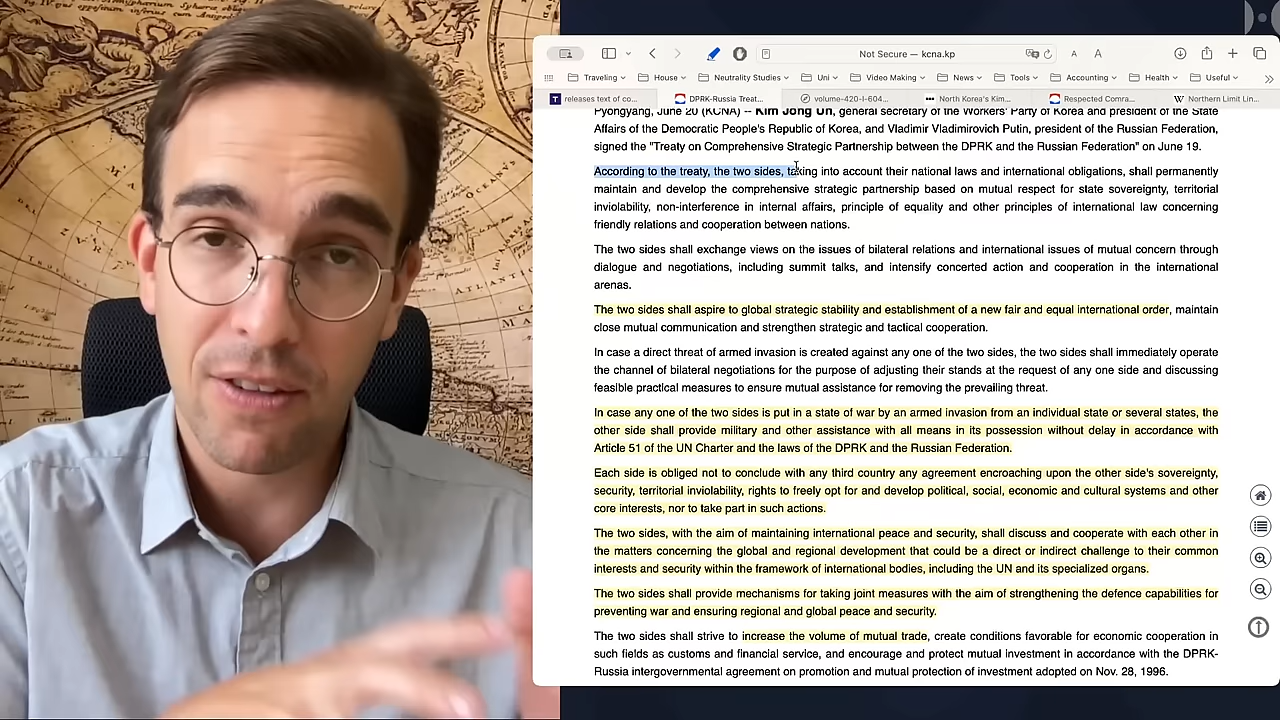 Not Secure — kcna.kp
A A
Traveling House Neutrality Studies Uni Video Making News Tools Accounting Health Useful
releases text of co... DPRK-Russia Treat... volume-420-I-604... North Korea's Kim... Respected Comra... Northern Limit Lin...
Pyongyang, June 20 (KCNA) -- Kim Jong Un, general secretary of the Workers' Party of Korea and president of the State
Affairs of the Democratic People's Republic of Korea, and Vladimir Vladimirovich Putin, president of the Russian Federation,
signed the "Treaty on Comprehensive Strategic Partnership between the DPRK and the Russian Federation" on June 19.
According to the treaty, the two sides, taking into account their national laws and international obligations, shall permanently
maintain and develop the comprehensive strategic partnership based on mutual respect for state sovereignty, territorial
inviolability, non-interference in internal affairs, principle of equality and other principles of international law concerning
friendly relations and cooperation between nations.
The two sides shall exchange views on the issues of bilateral relations and international issues of mutual concern through
dialogue and negotiations, including summit talks, and intensify concerted action and cooperation in the international
arenas.
The two sides shall aspire to global strategic stability and establishment of a new fair and equal international order, maintain
close mutual communication and strengthen strategic and tactical cooperation.
In case a direct threat of armed invasion is created against any one of the two sides, the two sides shall immediately operate
the channel of bilateral negotiations for the purpose of adjusting their stands at the request of any one side and discussing
feasible practical measures to ensure mutual assistance for removing the prevailing threat.
In case any one of the two sides is put in a state of war by an armed invasion from an individual state or several states, the
other side shall provide military and other assistance with all means in its possession without delay in accordance with
Article 51 of the UN Charter and the laws of the DPRK and the Russian Federation.
Each side is obliged not to conclude with any third country any agreement encroaching upon the other side's sovereignty,
security, territorial inviolability, rights to freely opt for and develop political, social, economic and cultural systems and other
core interests, nor to take part in such actions.
The two sides, with the aim of maintaining international peace and security, shall discuss and cooperate with each other in
the matters concerning the global and regional development that could be a direct or indirect challenge to their common
interests and security within the framework of international bodies, including the UN and its specialized organs.
The two sides shall provide mechanisms for taking joint measures with the aim of strengthening the defence capabilities for
preventing war and ensuring regional and global peace and security.
The two sides shall strive to increase the volume of mutual trade, create conditions favorable for economic cooperation in
such fields as customs and financial service, and encourage and protect mutual investment in accordance with the DPRK-
Russia intergovernmental agreement on promotion and mutual protection of investment adopted on Nov. 28, 1996.